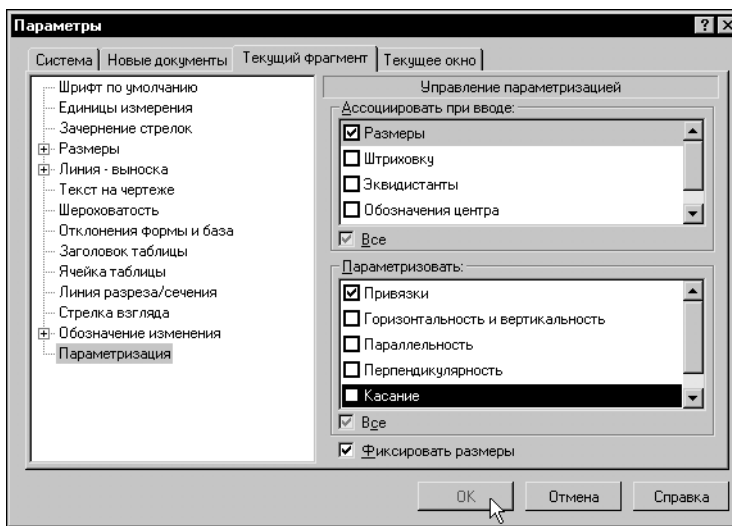 Параметры
Система
Новые документы
Текущий фрагмент
Текущее окно
Шрифт по умолчанию
Единицы измерения
Зачернение стрелок
Размеры
Линия - выноска
Текст на чертеже
Шероховатость
Отклонения формы и база
Заголовок таблицы
Ячейка таблицы
Линия разреза/сечения
Стрелка взгляда
Обозначение изменения
Параметризация
Управление параметризацией
Ассоциировать при вводе:
Размеры
Штриховку
Эквидистанты
Обозначения центра
Все
Параметризовать:
Привязки
Горизонтальность и вертикальность
Параллельность
Перпендикулярность
Касание
Все
Фиксировать размеры
OK
Отмена
Справка